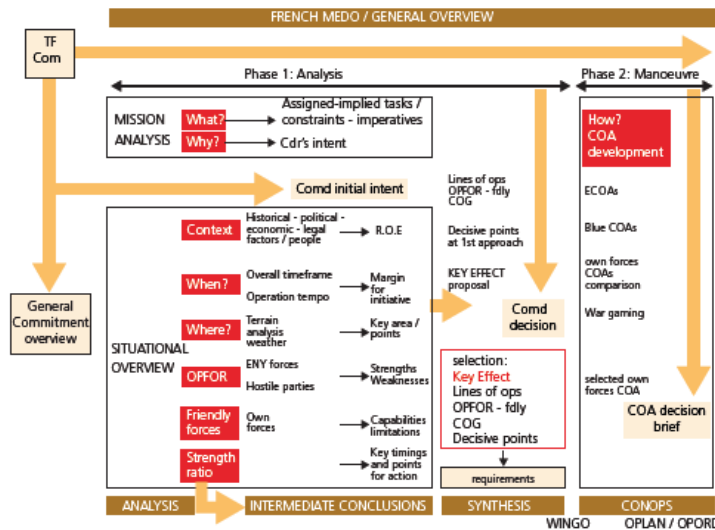 FRENCH MEDO / GENERAL OVERVIEW
TF
Com
Phase 1: Analysis
Phase 2: Manoeuvre
MISSION
ANALYSIS
What?
Assigned-implied tasks /
constraints - imperatives
Why?
Cdr's intent
Comd initial intent
General
Commitment
overview
SITUATIONAL
OVERVIEW
Context
Historical - political -
economic - legal
factors / people
R.O.E
When?
Overall timeframe
Operation tempo
Margin
for
initiative
Where?
Terrain
analysis
weather
Key area /
points
OPFOR
ENY forces
Hostile parties
Strengths
Weaknesses
Friendly
forces
Own
forces
Capabilities
limitations
Strength
ratio
Key timings
and points
for action
Lines of ops
OPFOR - fdly
COG
Decisive points
at 1st approach
KEY EFFECT
proposal
Comd
decision
selection:
Key Effect
Lines of ops
OPFOR - fdly
COG
Decisive points
requirements
How?
COA
development
ECOAs
Blue COAs
own forces
COAs
comparison
War gaming
selected own
forces COA
COA decision
brief
ANALYSIS
INTERMEDIATE CONCLUSIONS
SYNTHESIS
CONOPS
WINGO
OPLAN / OPORD